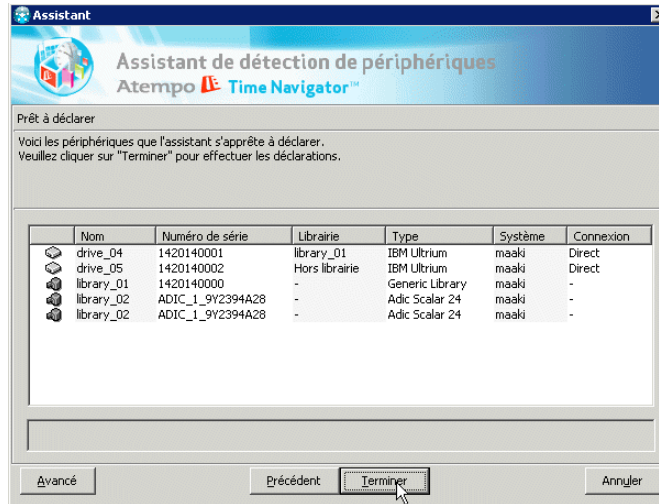 Assistant
Assistant de détection de périphériques
Atempo Time Navigator™
Prêt à déclarer
Voici les périphériques que l'assistant s'apprête à déclarer.
Veuillez cliquer sur "Terminer" pour effectuer les déclarations.
Nom Numéro de série Librairie Type Système Connexion
drive_04 1420140001 library_01 IBM Ultrium maaki Direct
drive_05 1420140002 Hors librairie IBM Ultrium maaki Direct
library_01 1420140000 - Generic Library maaki -
library_02 ADIC_1_9Y2394A28 - Adic Scalar 24 maaki -
library_02 ADIC_1_9Y2394A28 - Adic Scalar 24 maaki -
Avancé Précédent Terminer Annuler